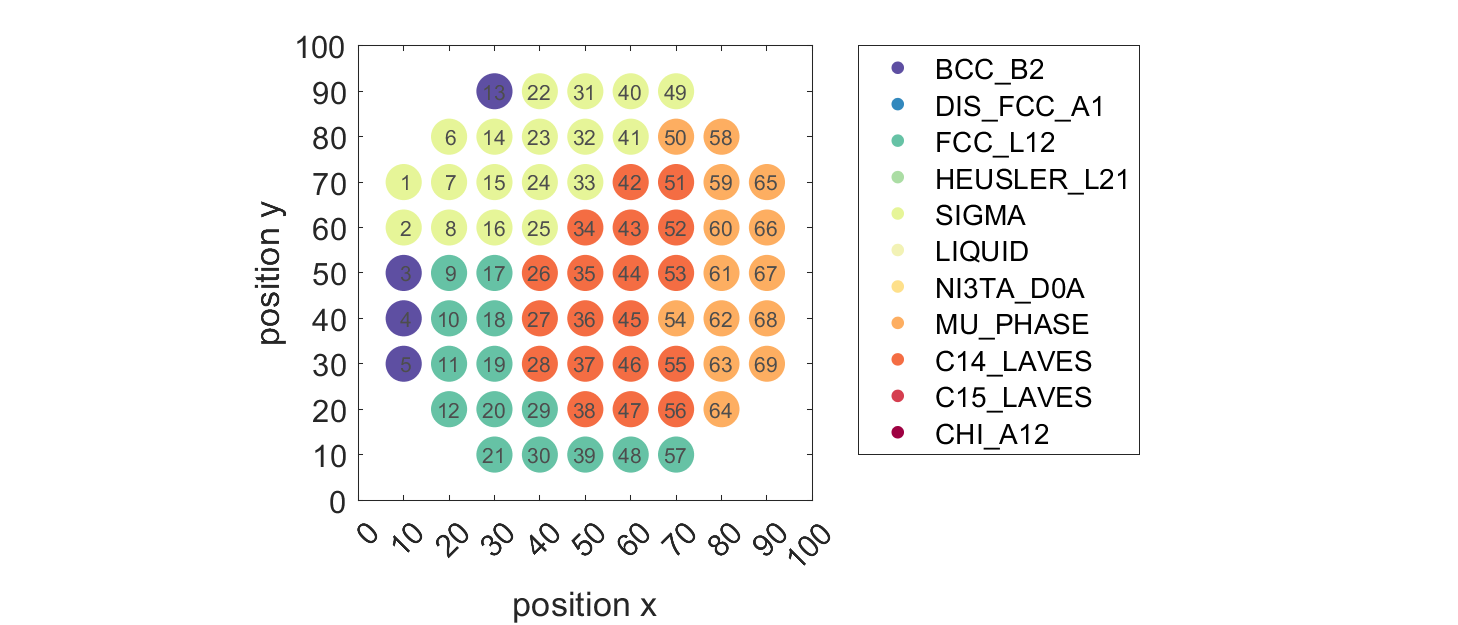 100
90 13 22 31 40 49
80 6 14 23 32 41 50 58
70 1 7 15 24 33 42 51 59 65
60 2 8 16 25 34 43 52 60 66
50 3 9 17 26 35 44 53 61 67
40 4 10 18 27 36 45 54 62 68
30 5 11 19 28 37 46 55 63 69
20 12 20 29 38 47 56 64
10 21 30 39 48 57
0
0 10 20 30 40 50 60 70 80 90 100
position x
position y
BCC_B2
DIS_FCC_A1
FCC_L12
HEUSLER_L21
SIGMA
LIQUID
NI3TA_D0A
MU_PHASE
C14_LAVES
C15_LAVES
CHI_A12